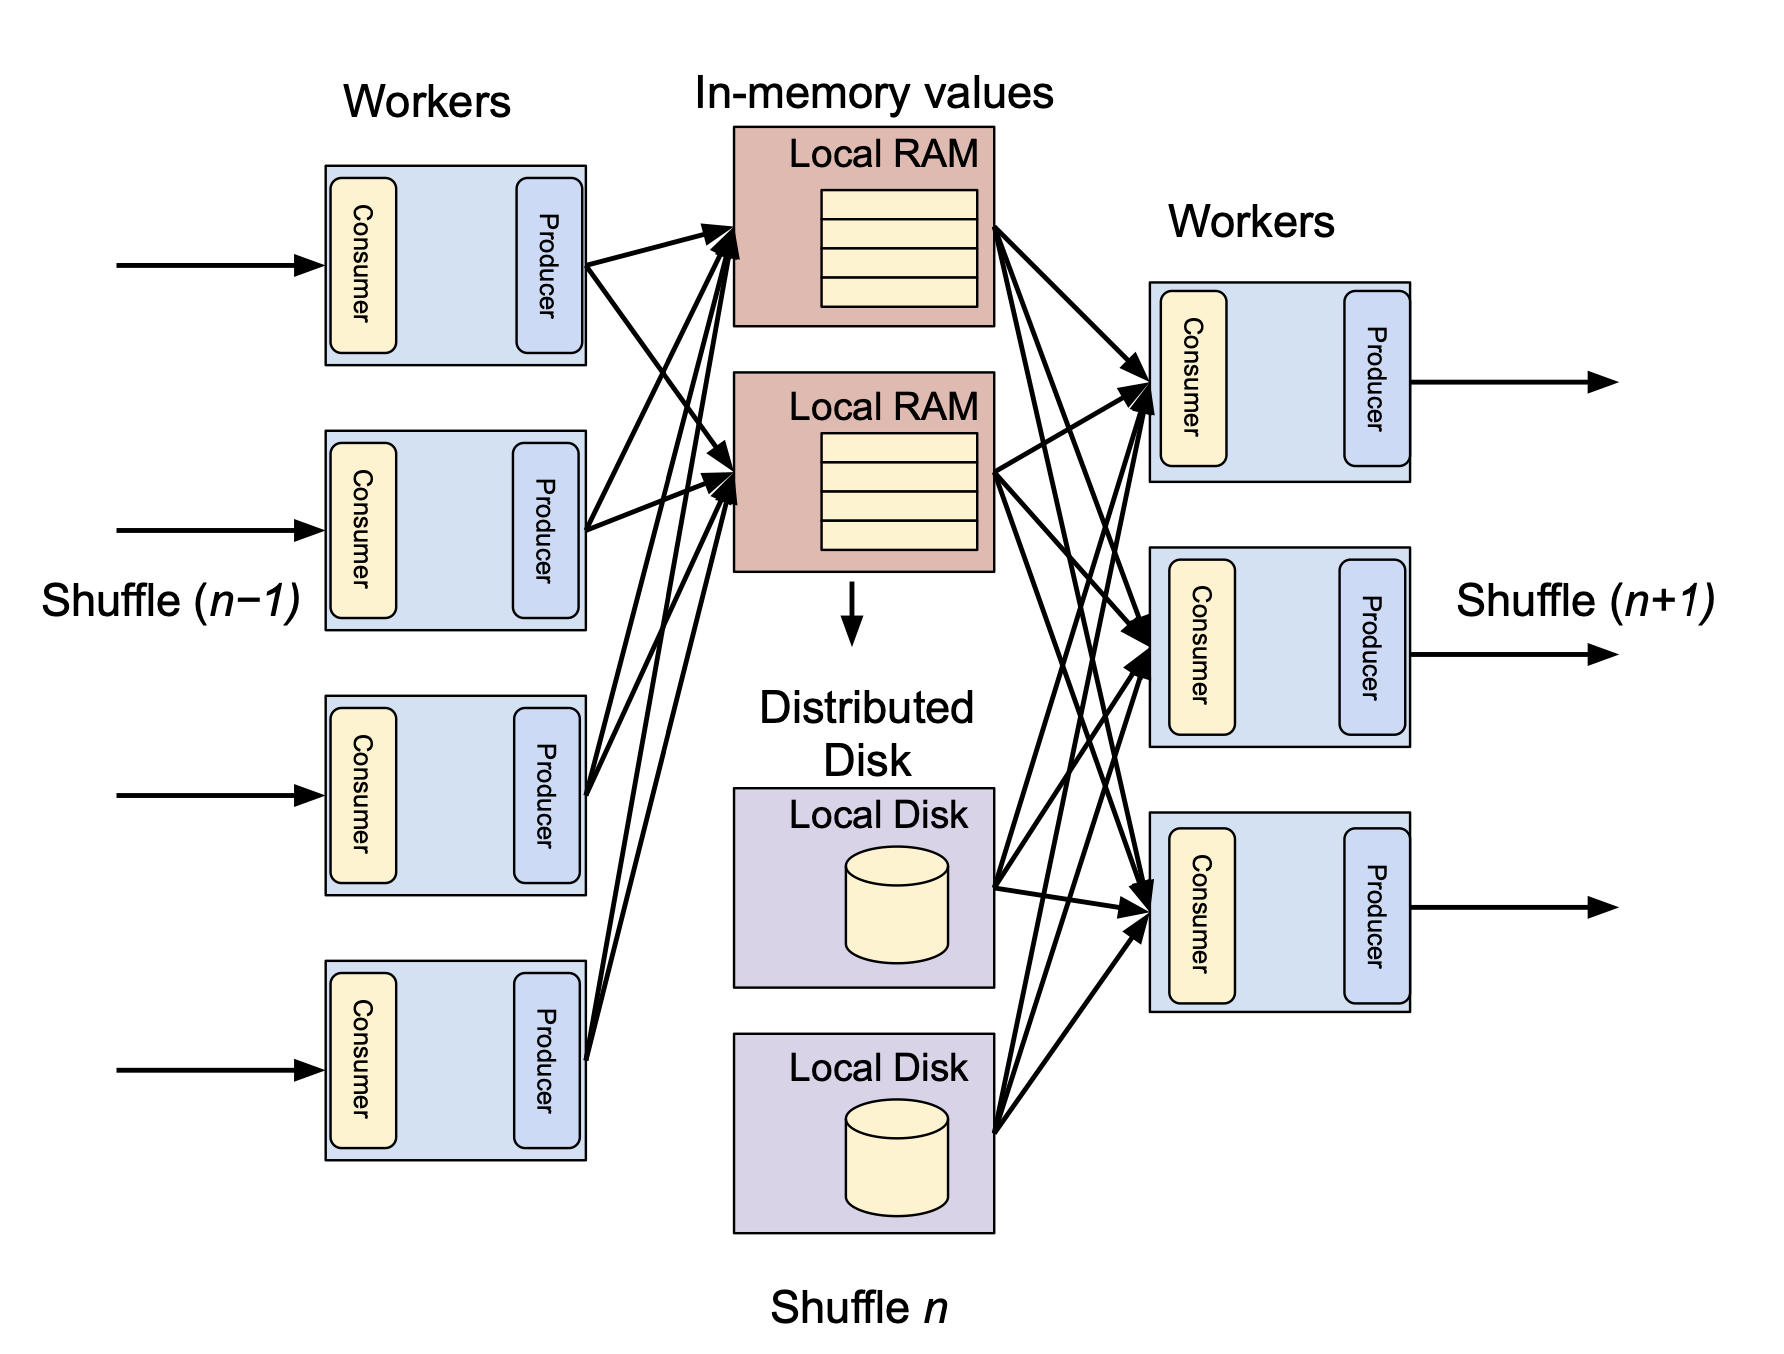 Workers
In-memory values
Local RAM
Consumer
Producer
Workers
Consumer
Producer
Local RAM
Consumer
Producer
Shuffle (n−1)
Consumer
Producer
Shuffle (n+1)
Distributed
Disk
Consumer
Producer
Local Disk
Consumer
Producer
Consumer
Producer
Local Disk
Shuffle n